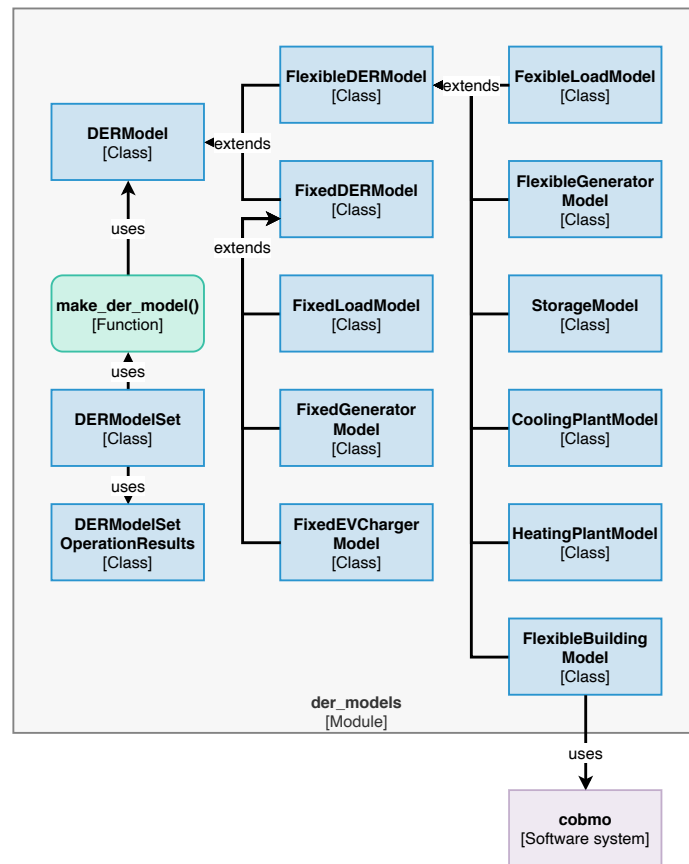 FlexibleDERModel
[Class]
extends
FexibleLoadModel
[Class]
DERModel
[Class]
extends
FixedDERModel
[Class]
FlexibleGenerator
Model
[Class]
uses
extends
make_der_model()
[Function]
FixedLoadModel
[Class]
StorageModel
[Class]
uses
DERModelSet
[Class]
FixedGenerator
Model
[Class]
CoolingPlantModel
[Class]
uses
DERModelSet
OperationResults
[Class]
FixedEVCharger
Model
[Class]
HeatingPlantModel
[Class]
FlexibleBuilding
Model
[Class]
der_models
[Module]
uses
cobmo
[Software system]